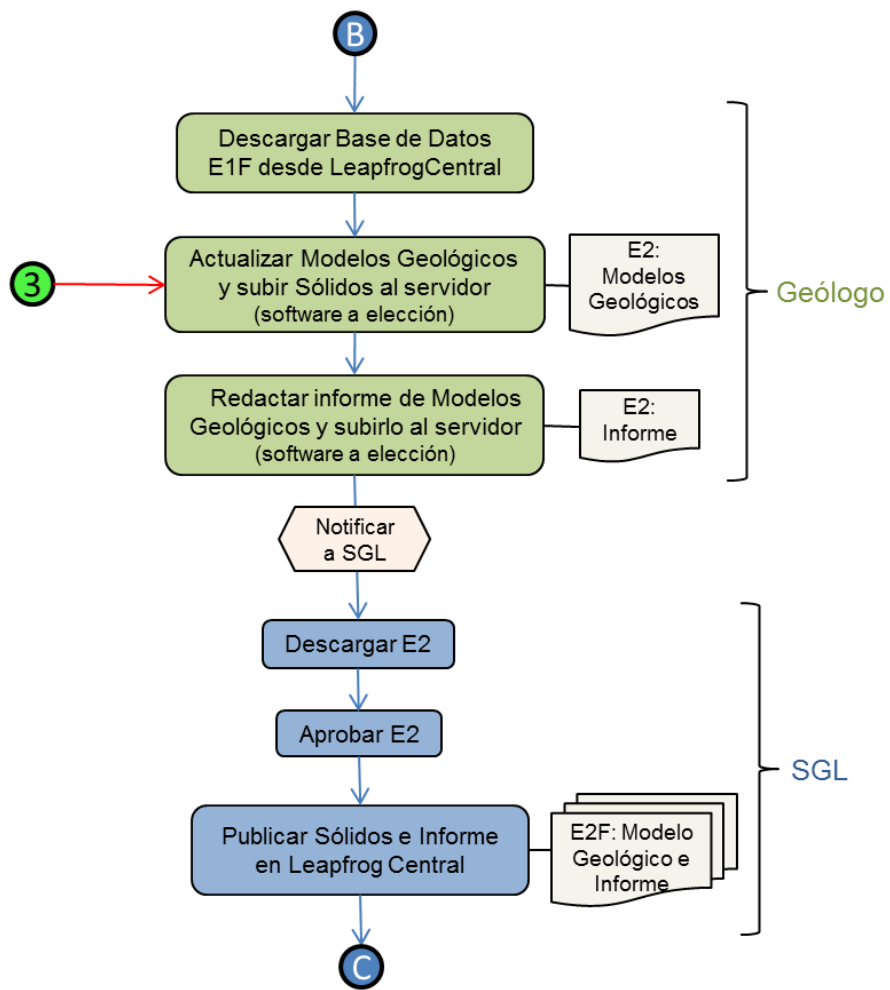 B
Descargar Base de Datos
E1F desde LeapfrogCentral
3
Actualizar Modelos Geológicos
y subir Sólidos al servidor
(software a elección)
E2:
Modelos
Geológicos
Geólogo
Redactar informe de Modelos
Geológicos y subirlo al servidor
(software a elección)
E2:
Informe
Notificar
a SGL
Descargar E2
Aprobar E2
SGL
Publicar Sólidos e Informe
en Leapfrog Central
E2F: Modelo
Geológico e
Informe
C